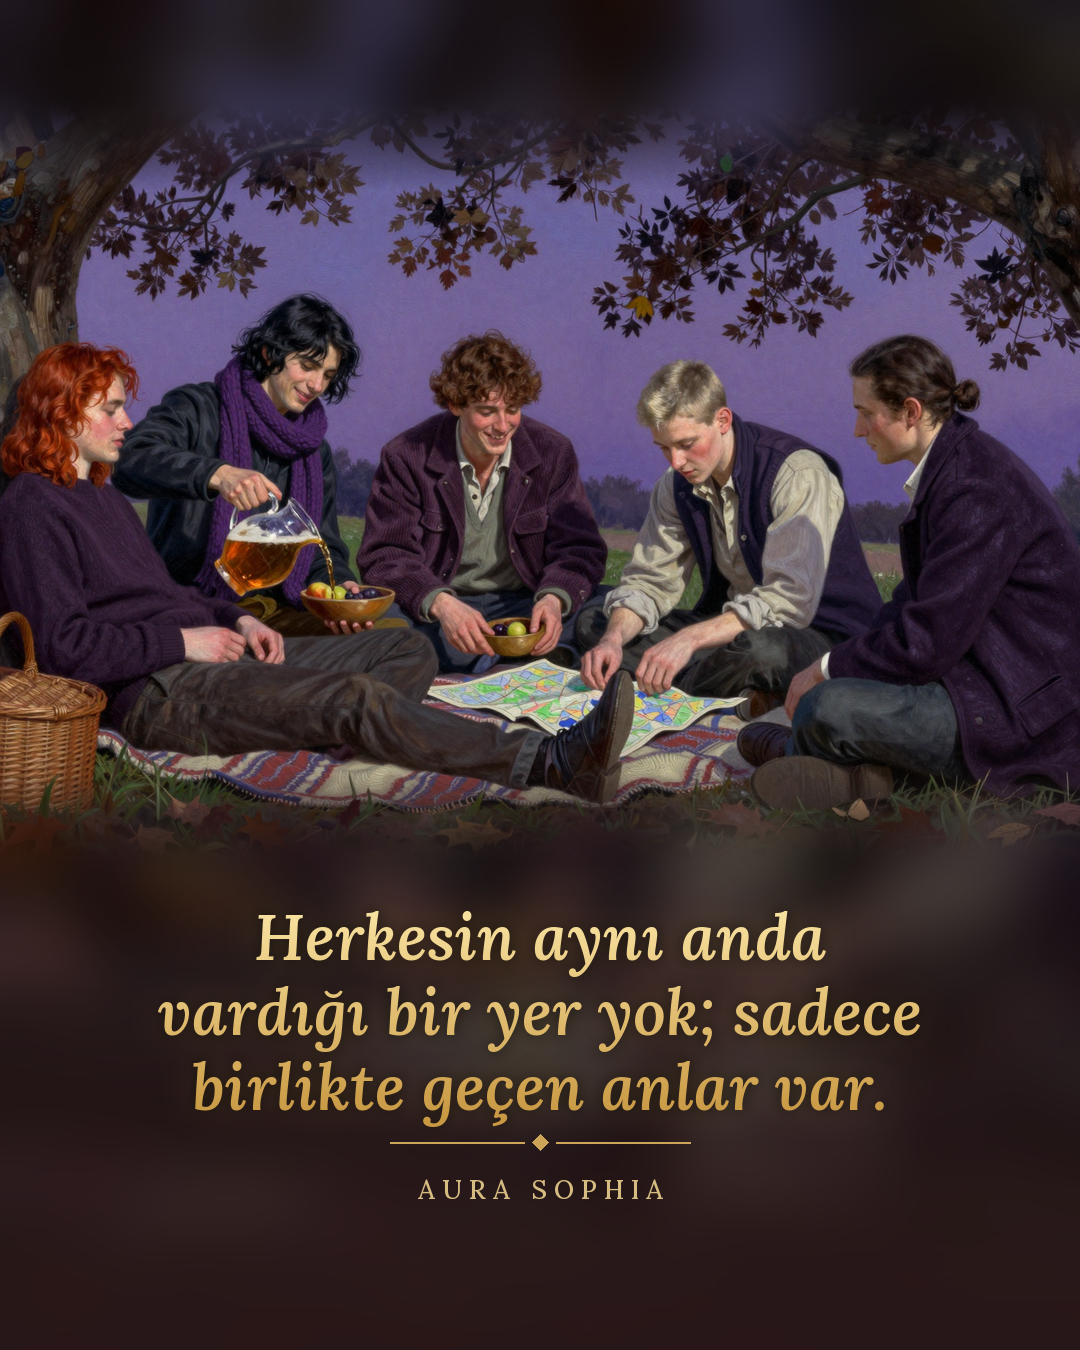 Herkesin aynı anda
vardığı bir yer yok; sadece
birlikte geçen anlar var.
AURA SOPHIA